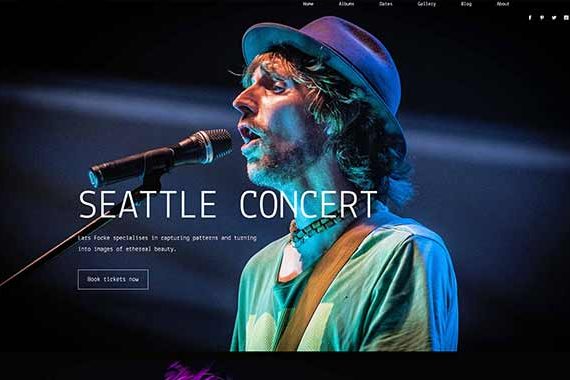 Home Albums Dates Gallery Blog About
SEATTLE CONCERT
Lars Focke specialises in capturing patterns and turning
into images of ethereal beauty.
Book tickets now